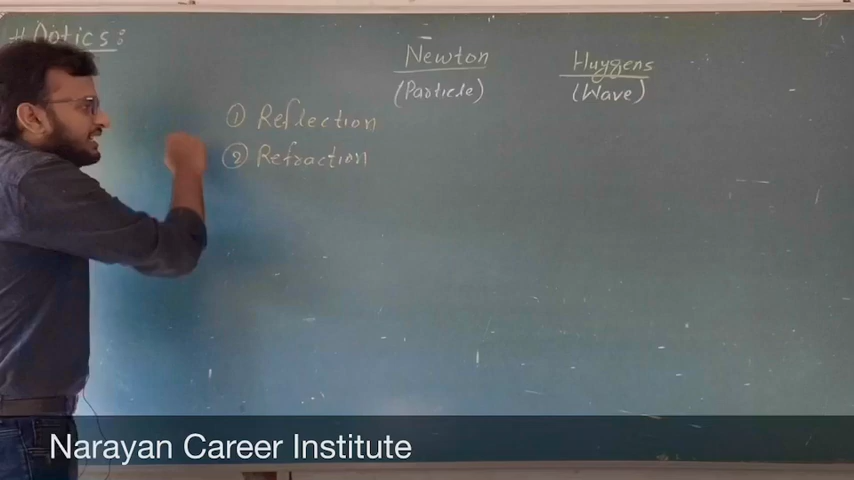 # Optics:
Newton
(Particle)
Huygens
(Wave)
① Reflection
② Refraction
Narayan Career Institute